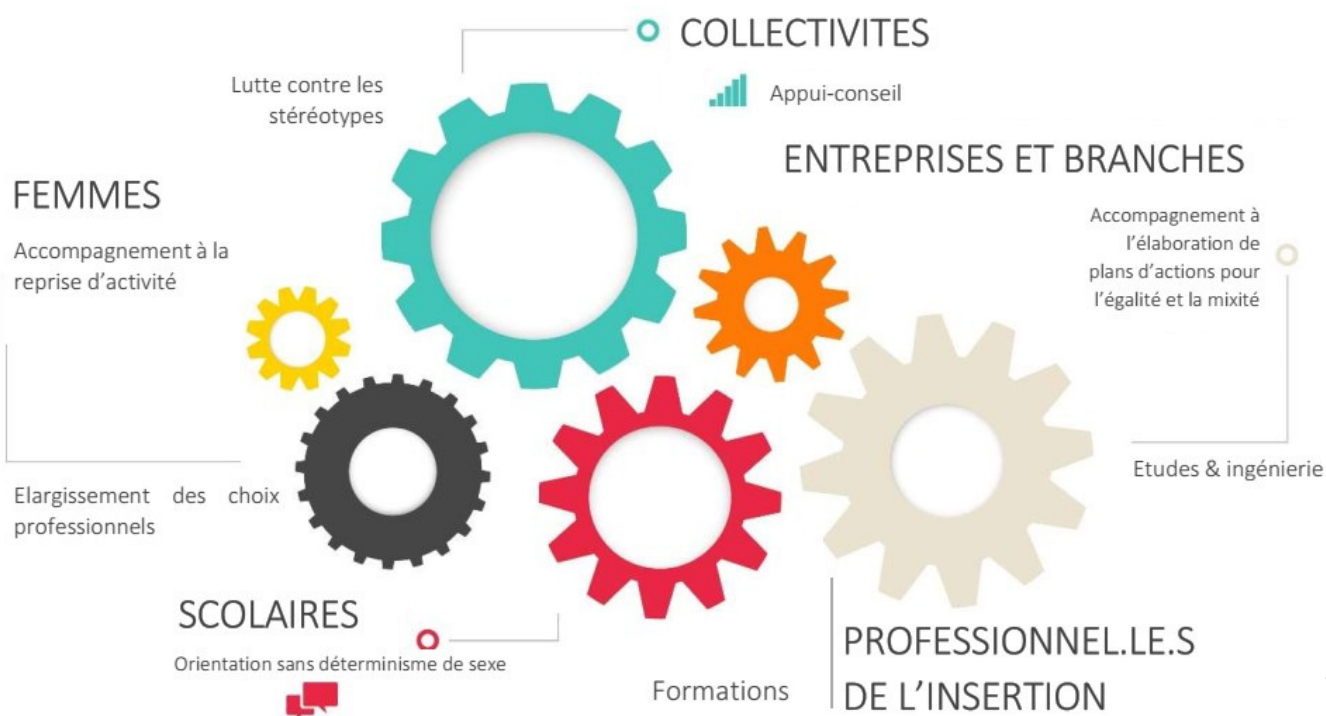 COLLECTIVITES
Lutte contre les
stéréotypes
Appui-conseil
ENTREPRISES ET BRANCHES
FEMMES
Accompagnement à la
reprise d’activité
Accompagnement à
l’élaboration de
plans d’actions pour
l’égalité et la mixité
Etudes & ingénierie
Elargissement des choix
professionnels
SCOLAIRES
Orientation sans déterminisme de sexe
Formations
PROFESSIONNEL.LE.S
DE L’INSERTION